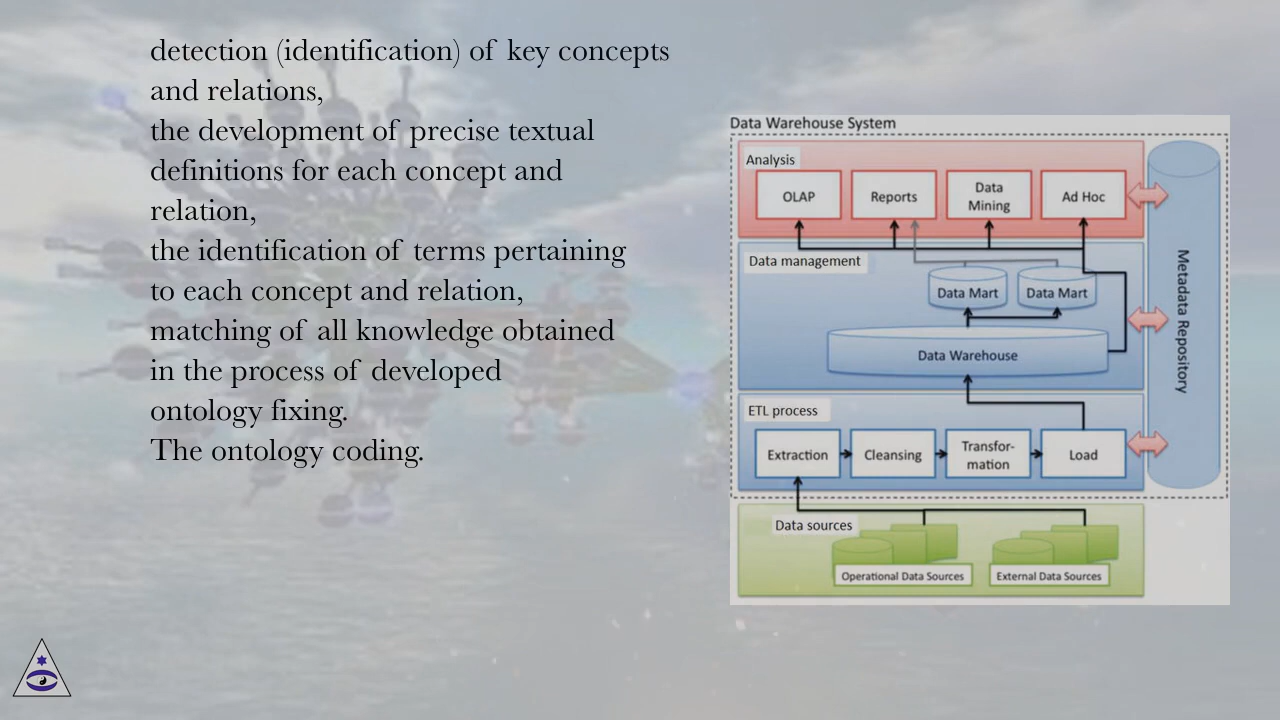 detection (identification) of key concepts
and relations,
the development of precise textual
definitions for each concept and
relation,
the identification of terms pertaining
to each concept and relation,
matching of all knowledge obtained
in the process of developed
ontology fixing.
The ontology coding.
Data Warehouse System
Analysis
OLAP
Reports
Data
Mining
Ad Hoc
Data management
Data Mart
Data Mart
Data Warehouse
ETL process
Extraction
Cleansing
Transfor-
mation
Load
Metadata Repository
Data sources
Operational Data Sources
External Data Sources